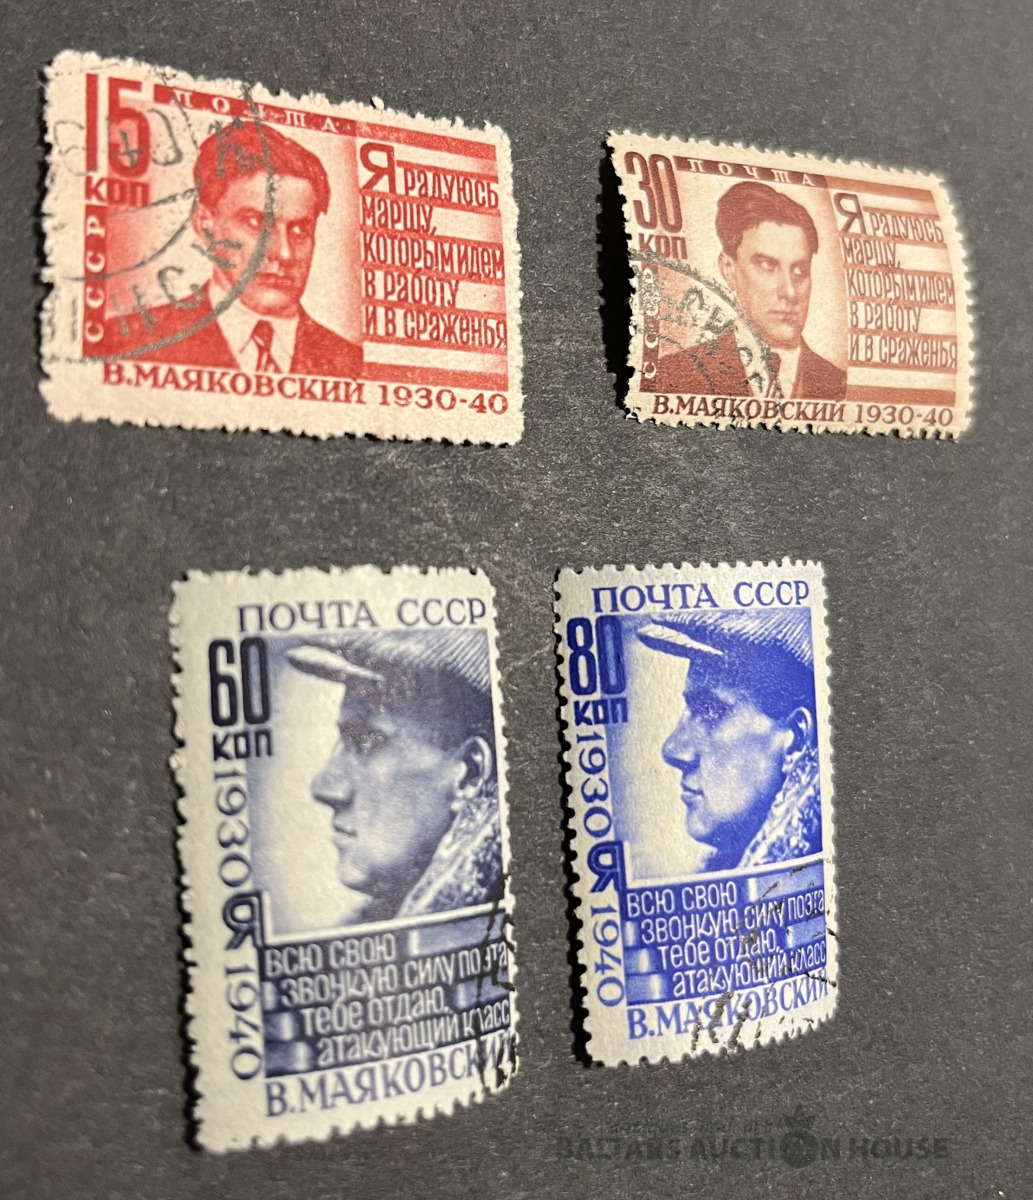 15
КОП
ПОЧТА
СССР
Я РАДУЮСЬ
МАРШУ,
КОТОРЫМ ИДЕМ
В РАБОТУ
И В СРАЖЕНЬЯ
В.МАЯКОВСКИЙ 1930-40
30
КОП
ПОЧТА
СССР
Я РАДУЮСЬ
МАРШУ,
КОТОРЫМ ИДЕМ
В РАБОТУ
И В СРАЖЕНЬЯ
В.МАЯКОВСКИЙ 1930-40
ПОЧТА СССР
60
КОП
1930 Я 1940
ВСЮ СВОЮ
ЗВОНКУЮ СИЛУ ПОЭТА
ТЕБЕ ОТДАЮ,
АТАКУЮЩИЙ КЛАСС
В.МАЯКОВСКИЙ
ПОЧТА СССР
80
КОП
1930 Я 1940
ВСЮ СВОЮ
ЗВОНКУЮ СИЛУ ПОЭТА
ТЕБЕ ОТДАЮ,
АТАКУЮЩИЙ КЛАСС
В.МАЯКОВСКИЙ
BALTARS AUCTION HOUSE